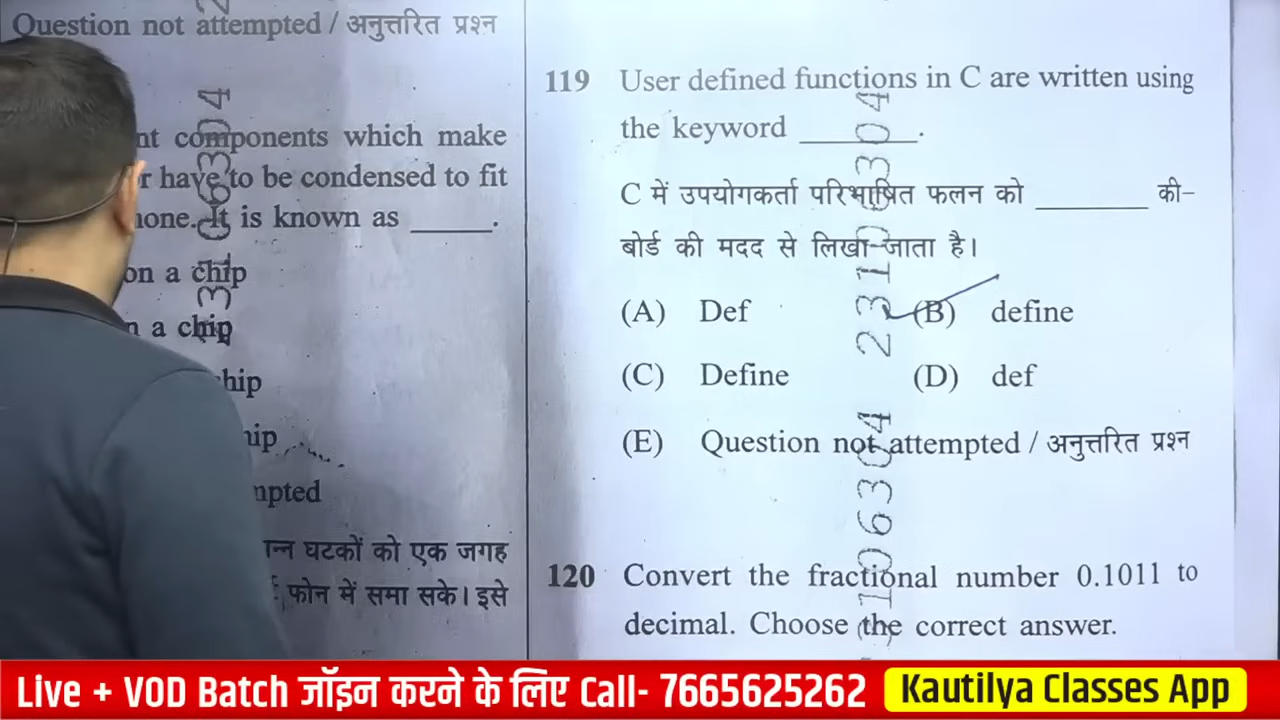 Question not attempted / अनुत्तरित प्रश्न
components which make
have to be condensed to fit
It is known as ______.
on a chip
a chip
mpted
घटकों को एक जगह
फोन में समा सके। इसे
119 User defined functions in C are written using
the keyword ________.
C में उपयोगकर्ता परिभाषित फलन को ________ की-
बोर्ड की मदद से लिखा जाता है।
(A) Def (B) define
(C) Define (D) def
(E) Question not attempted / अनुत्तरित प्रश्न
120 Convert the fractional number 0.1011 to
decimal. Choose the correct answer.
Live + VOD Batch जॉइन करने के लिए Call- 7665625262 Kautilya Classes App